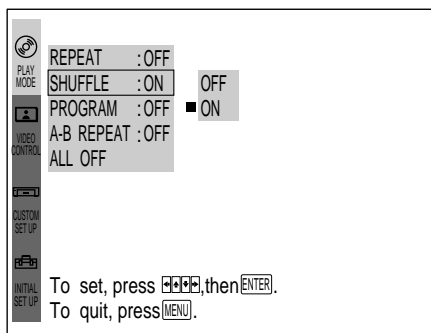 PLAY
MODE
REPEAT :OFF
SHUFFLE :ON OFF
PROGRAM :OFF ■ ON
A-B REPEAT :OFF
ALL OFF
VIDEO
CONTROL
CUSTOM
SET UP
INITIAL
SET UP
To set, press ,then ENTER.
To quit, press MENU.